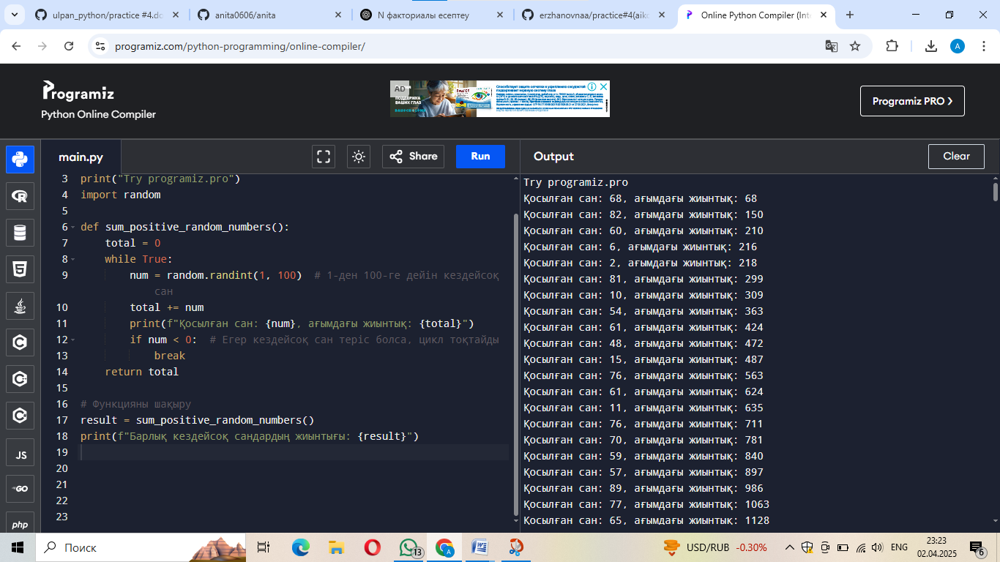 ulpan_python/practice #4.do
anita0606/anita
N факториалы есептеу
erzhanovnaa/practice#4(aiko
Online Python Compiler (Inte
programiz.com/python-programming/online-compiler/
A
Programiz
Python Online Compiler
AD
ПОДДЕРЖКА
ВАШИХ ГЛАЗ
Programiz PRO
main.py
Share
Run
Output
Clear
3 print("Try programiz.pro")
4 import random
5
6 def sum_positive_random_numbers():
7 total = 0
8 while True:
9 num = random.randint(1, 100)  # 1-ден 100-ге дейін кездейсоқ
сан
10 total += num
11 print(f"Қосылған сан: {num}, ағымдағы жиынтық: {total}")
12 if num < 0:  # Егер кездейсоқ сан теріс болса, цикл тоқтайды
13 break
14 return total
15
16 # Функцияны шақыру
17 result = sum_positive_random_numbers()
18 print(f"Барлық кездейсоқ сандардың жиынтығы: {result}")
19
20
21
22
23
JS
GO
php
Try programiz.pro
Қосылған сан: 68, ағымдағы жиынтық: 68
Қосылған сан: 82, ағымдағы жиынтық: 150
Қосылған сан: 60, ағымдағы жиынтық: 210
Қосылған сан: 6, ағымдағы жиынтық: 216
Қосылған сан: 2, ағымдағы жиынтық: 218
Қосылған сан: 81, ағымдағы жиынтық: 299
Қосылған сан: 10, ағымдағы жиынтық: 309
Қосылған сан: 54, ағымдағы жиынтық: 363
Қосылған сан: 61, ағымдағы жиынтық: 424
Қосылған сан: 48, ағымдағы жиынтық: 472
Қосылған сан: 15, ағымдағы жиынтық: 487
Қосылған сан: 76, ағымдағы жиынтық: 563
Қосылған сан: 61, ағымдағы жиынтық: 624
Қосылған сан: 11, ағымдағы жиынтық: 635
Қосылған сан: 76, ағымдағы жиынтық: 711
Қосылған сан: 70, ағымдағы жиынтық: 781
Қосылған сан: 59, ағымдағы жиынтық: 840
Қосылған сан: 57, ағымдағы жиынтық: 897
Қосылған сан: 89, ағымдағы жиынтық: 986
Қосылған сан: 77, ағымдағы жиынтық: 1063
Қосылған сан: 65, ағымдағы жиынтық: 1128
Поиск
13
A
USD/RUB -0.30%
ENG
23:23
02.04.2025
6